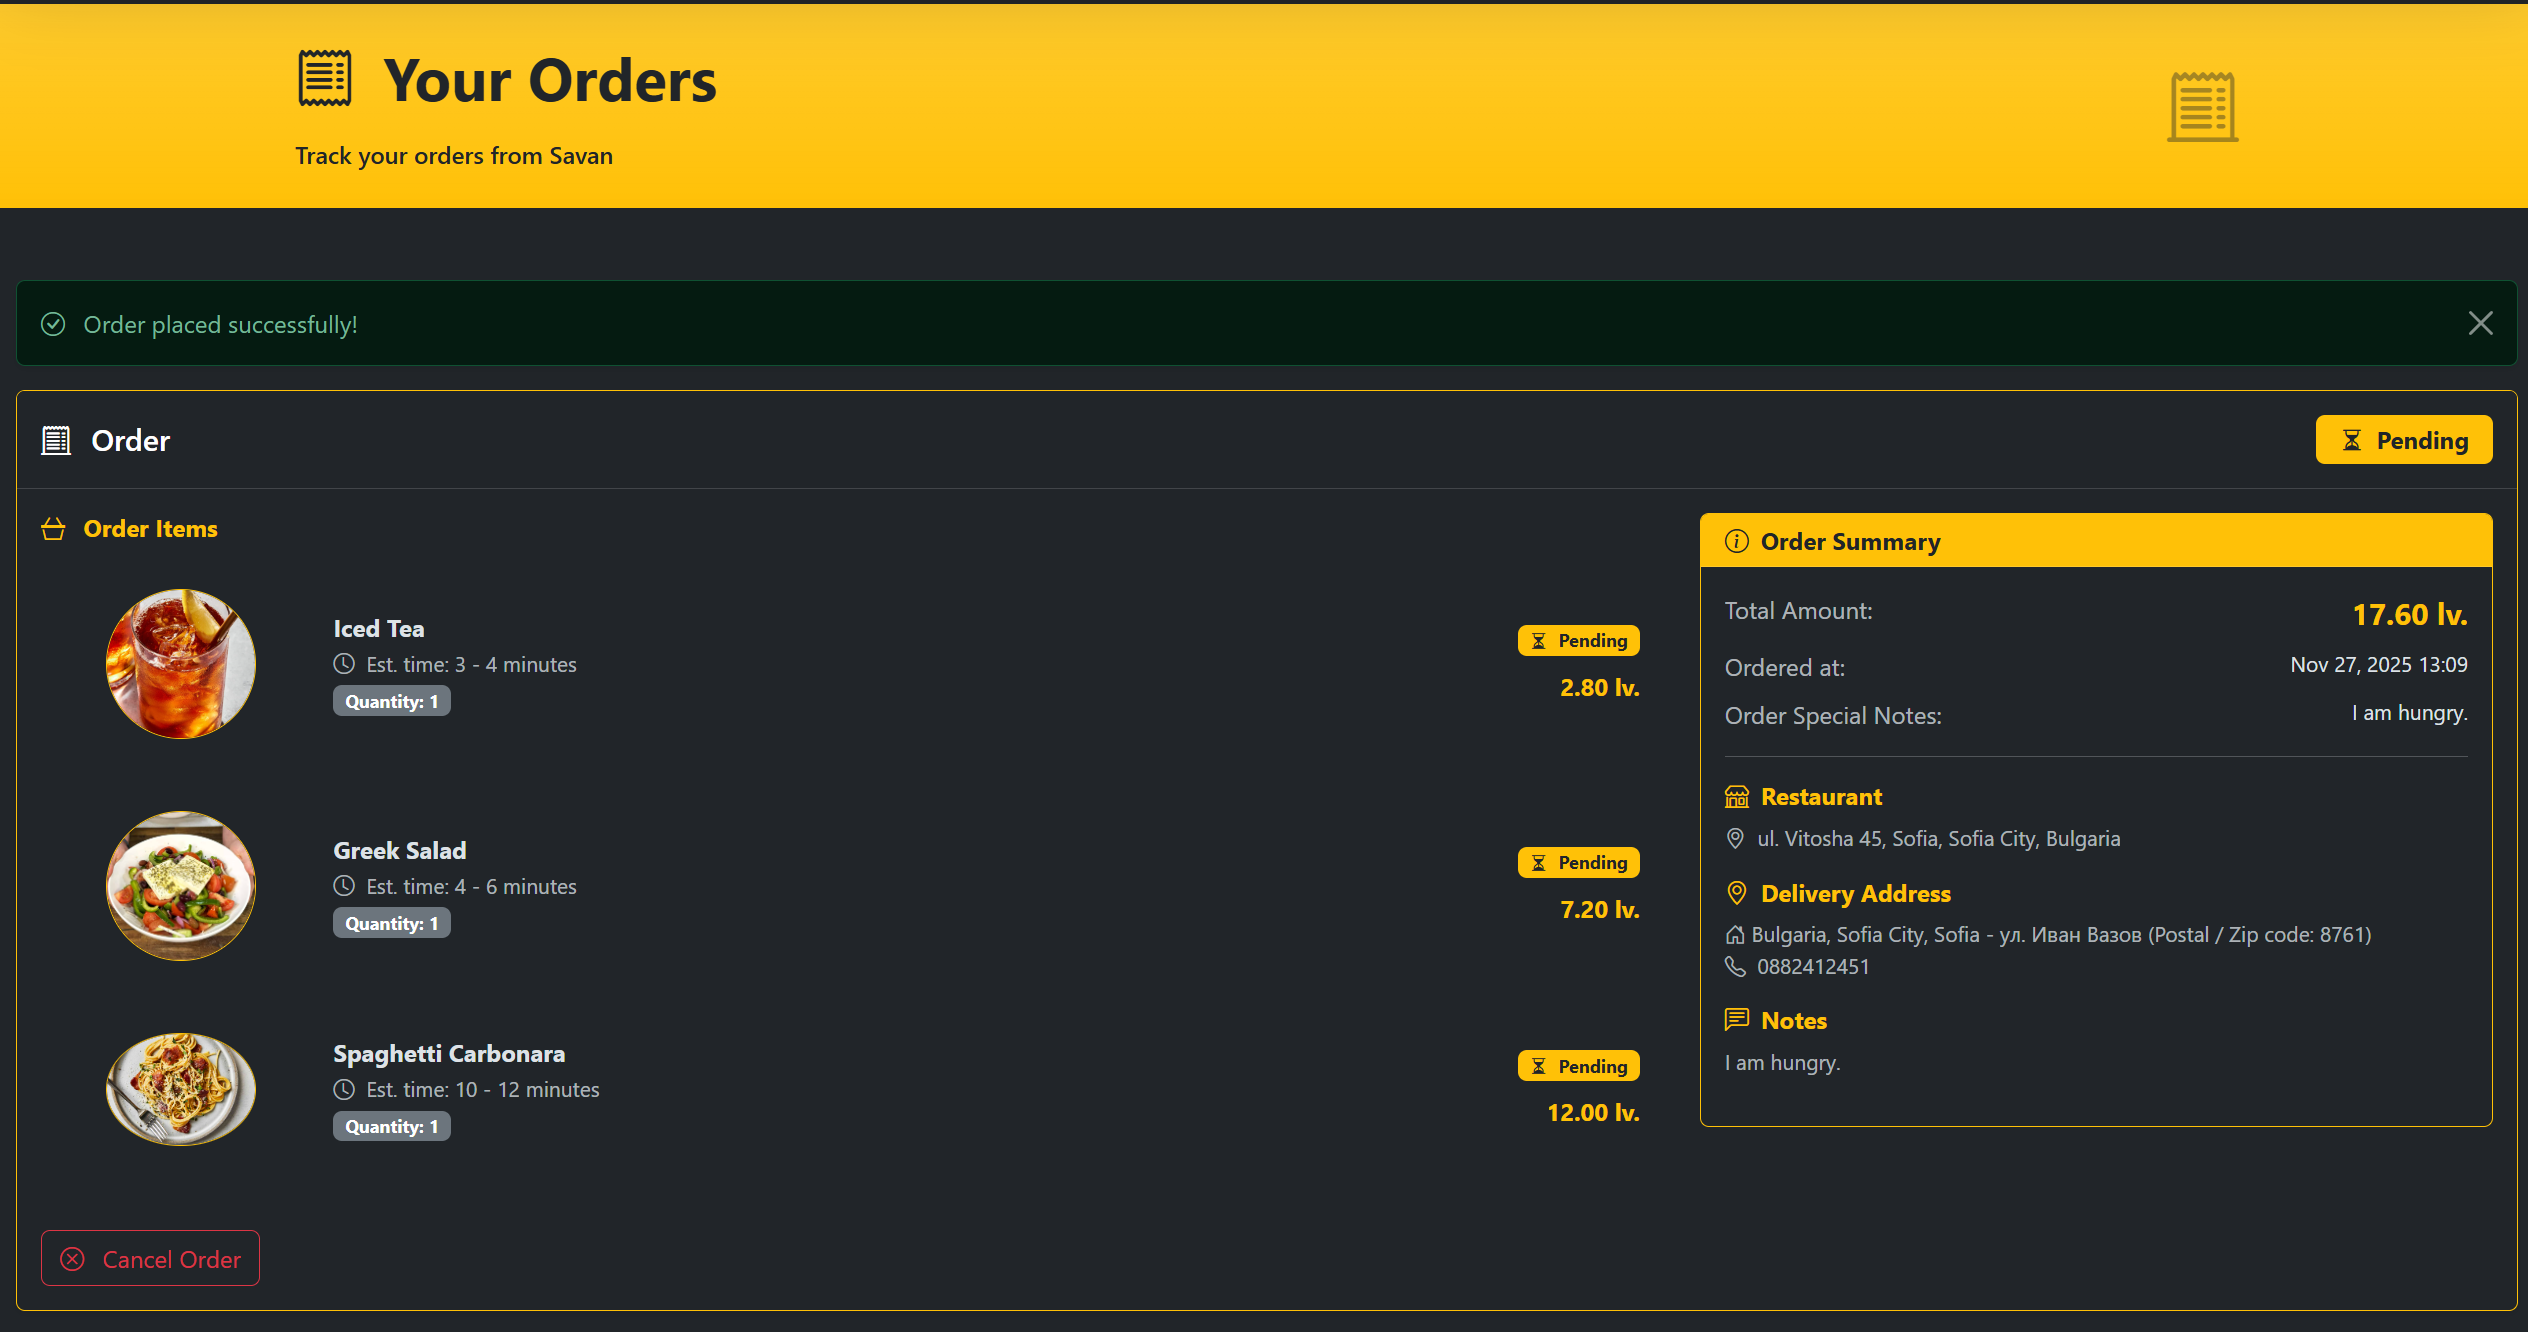 Your Orders
Track your orders from Savan
Order placed successfully!
Order
Pending
Order Items
Iced Tea
Est. time: 3 - 4 minutes
Quantity: 1
Pending
2.80 lv.
Greek Salad
Est. time: 4 - 6 minutes
Quantity: 1
Pending
7.20 lv.
Spaghetti Carbonara
Est. time: 10 - 12 minutes
Quantity: 1
Pending
12.00 lv.
Cancel Order
Order Summary
Total Amount: 17.60 lv.
Ordered at: Nov 27, 2025 13:09
Order Special Notes: I am hungry.
Restaurant
ul. Vitosha 45, Sofia, Sofia City, Bulgaria
Delivery Address
Bulgaria, Sofia City, Sofia - ул. Иван Вазов (Postal / Zip code: 8761)
0882412451
Notes
I am hungry.